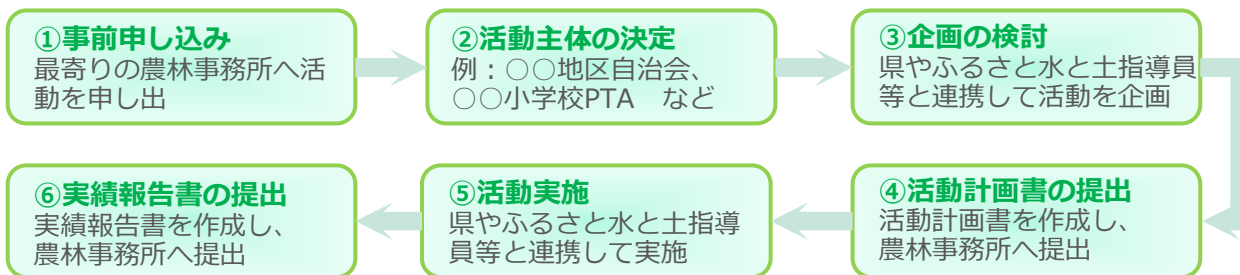 ①事前申し込み
最寄りの農林事務所へ活
動を申し出
②活動主体の決定
例：○○地区自治会、
○○小学校PTA　など
③企画の検討
県やふるさと水と土指導員
等と連携して活動を企画
④活動計画書の提出
活動計画書を作成し、
農林事務所へ提出
⑤活動実施
県やふるさと水と土指導
員等と連携して実施
⑥実績報告書の提出
実績報告書を作成し、
農林事務所へ提出